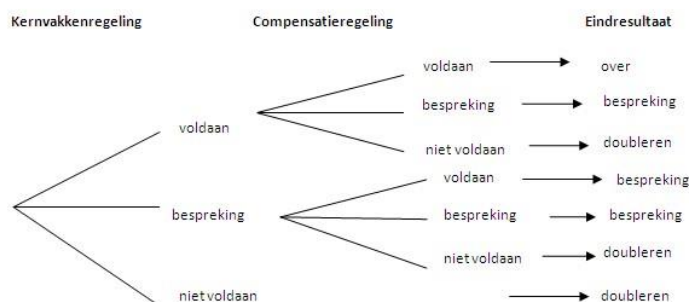 Kernvakkenregeling Compensatieregeling Eindresultaat
voldaan over
bespreking bespreking
voldaan
niet voldaan doubleren
voldaan bespreking
bespreking bespreking bespreking
niet voldaan doubleren
niet voldaan doubleren